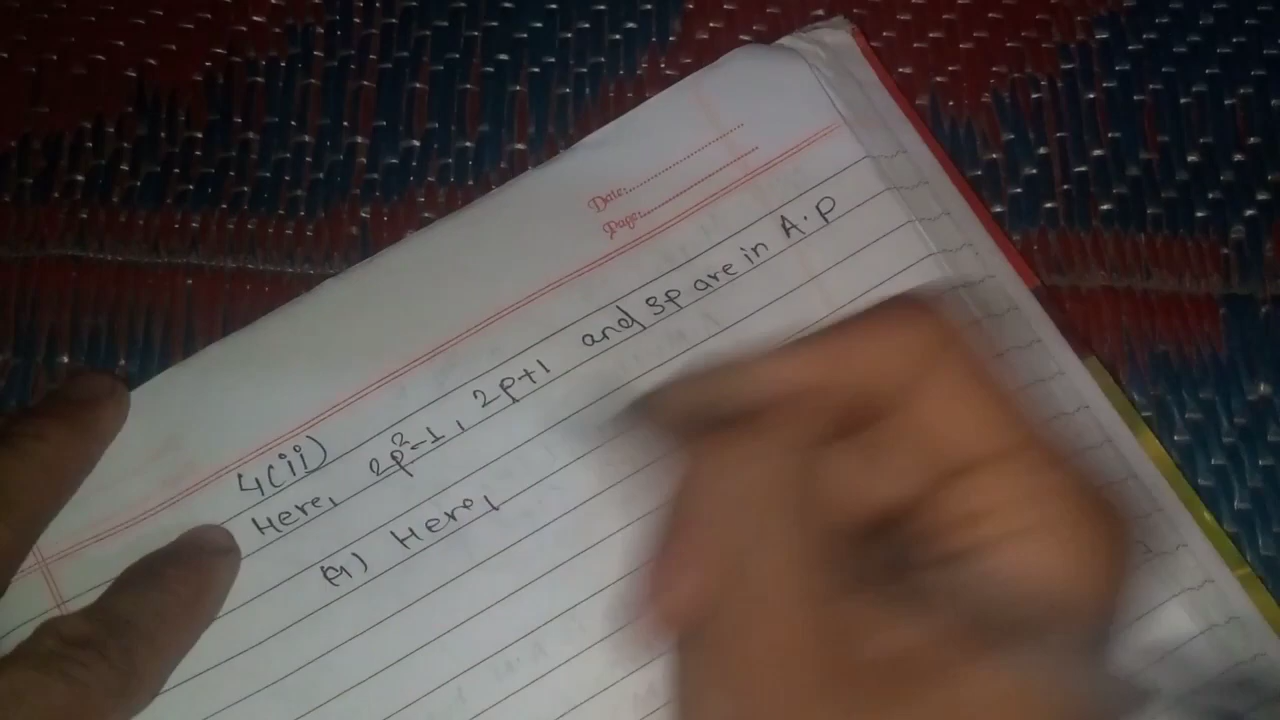 Date:
Page:
4(ii)
Here, 2p²-1, 2p+1 and 3p are in A.P
(a) Here,